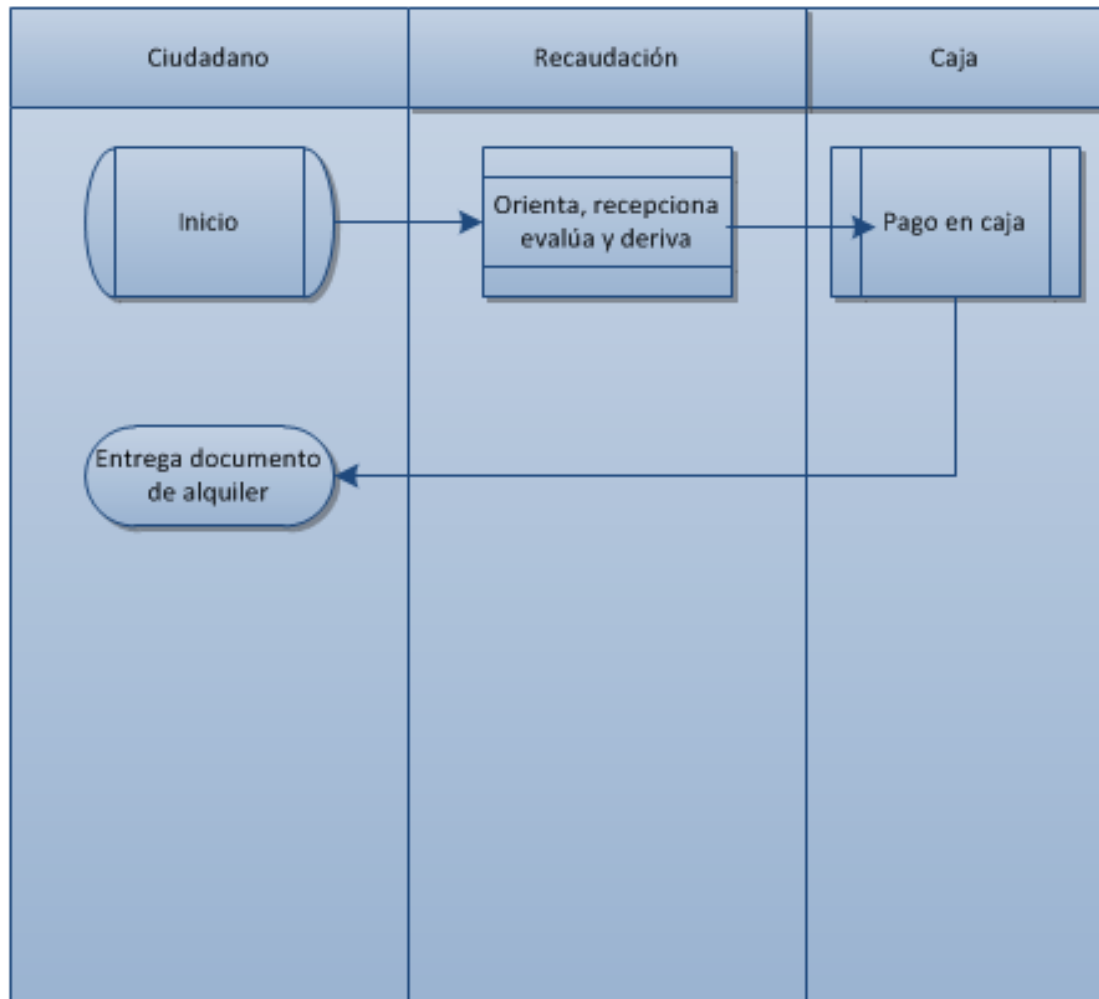 Ciudadano
Recaudación
Caja
Inicio
Orienta, recepciona
evalúa y deriva
Pago en caja
Entrega documento
de alquiler